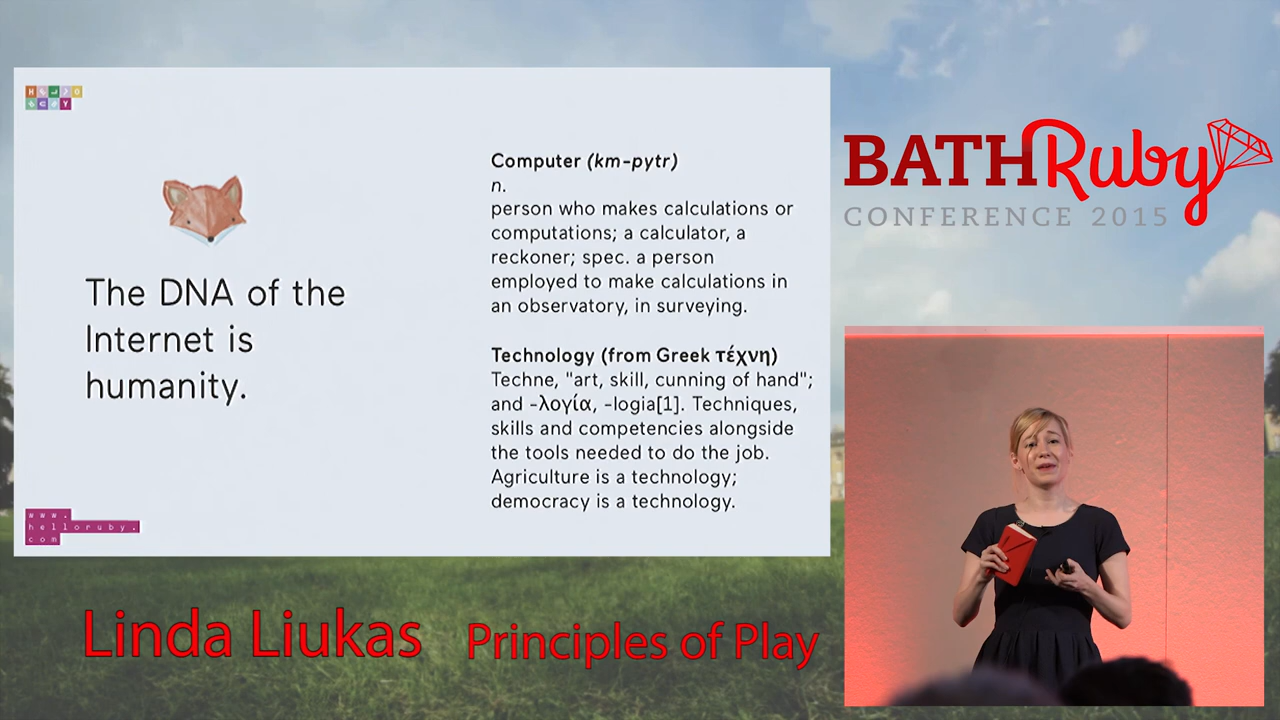 HELLO
RUBY
The DNA of the
Internet is
humanity.
www.
helloruby.
com
Computer (km-pytr)
n.
person who makes calculations or
computations; a calculator, a
reckoner; spec. a person
employed to make calculations in
an observatory, in surveying.
Technology (from Greek τέχνη)
Techne, "art, skill, cunning of hand";
and -λογία, -logia[1]. Techniques,
skills and competencies alongside
the tools needed to do the job.
Agriculture is a technology;
democracy is a technology.
BATHRuby
CONFERENCE 2015
Linda Liukas
Principles of Play